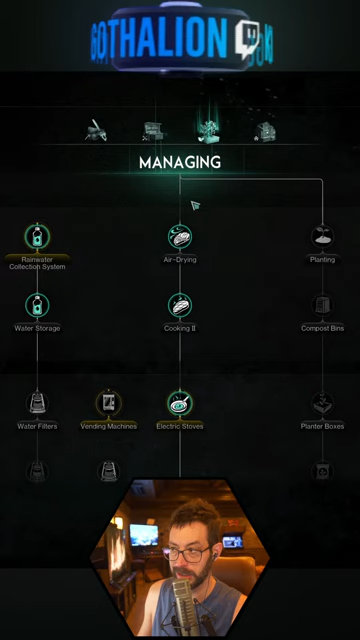 GOTHALION
MANAGING
Rainwater
Collection System
Air-Drying
Planting
Water Storage
Cooking II
Compost Bins
Water Filters
Vending Machines
Electric Stoves
Planter Boxes